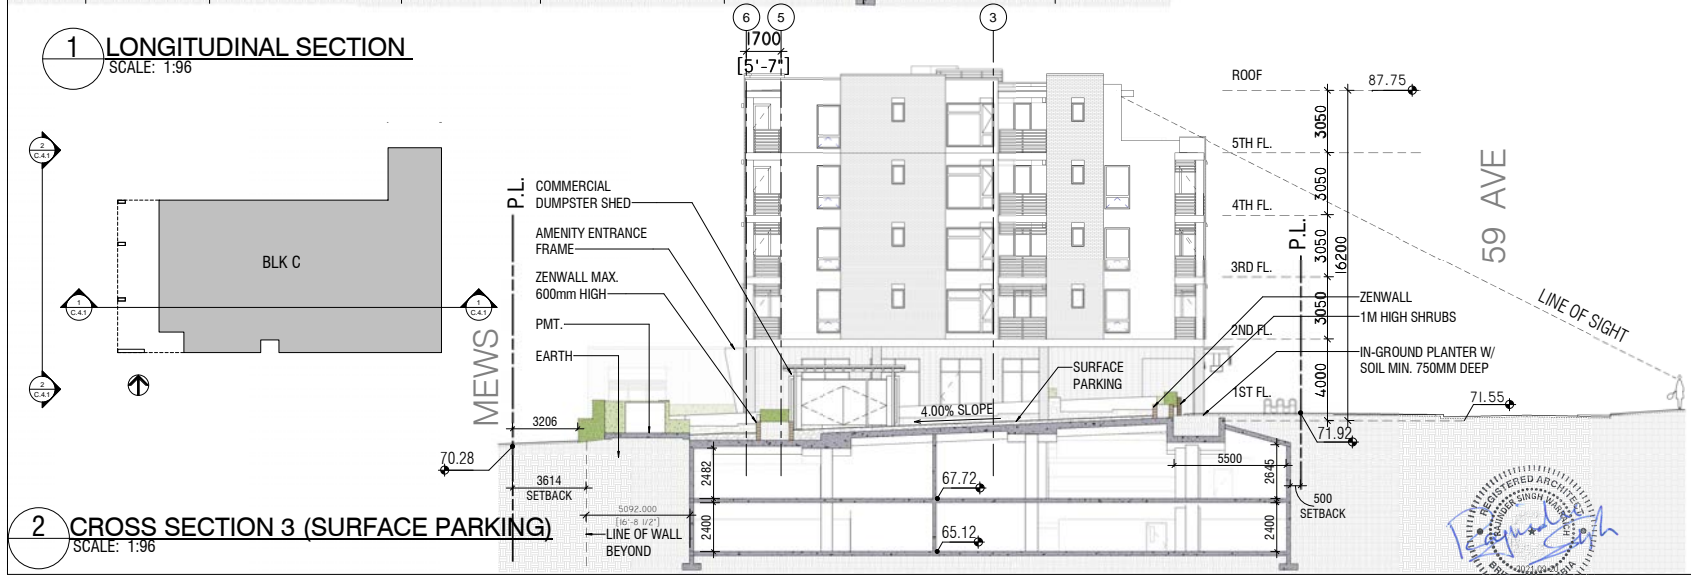 6
5
3
1
LONGITUDINAL SECTION
SCALE: 1:96
1700
[5'-7"]
ROOF
87.75
3050
5TH FL.
3050
4TH FL.
3050
3RD FL.
16200
3050
2ND FL.
4000
1ST FL.
59 AVE
P.L.
LINE OF SIGHT
2
C.4.1
BLK C
1
C.4.1
1
C.4.1
2
C.4.1
MEWS
P.L.
COMMERCIAL
DUMPSTER SHED
AMENITY ENTRANCE
FRAME
ZENWALL MAX.
600mm HIGH
PMT.
EARTH
ZENWALL
1M HIGH SHRUBS
IN-GROUND PLANTER W/
SOIL MIN. 750MM DEEP
SURFACE
PARKING
4.00% SLOPE
71.55
71.92
3206
70.28
3614
SETBACK
5092.000
[16'-8 1/2"]
LINE OF WALL
BEYOND
2482
2400
67.72
65.12
5500
2645
2400
500
SETBACK
2
CROSS SECTION 3 (SURFACE PARKING)
SCALE: 1:96
REGISTERED ARCHITECT